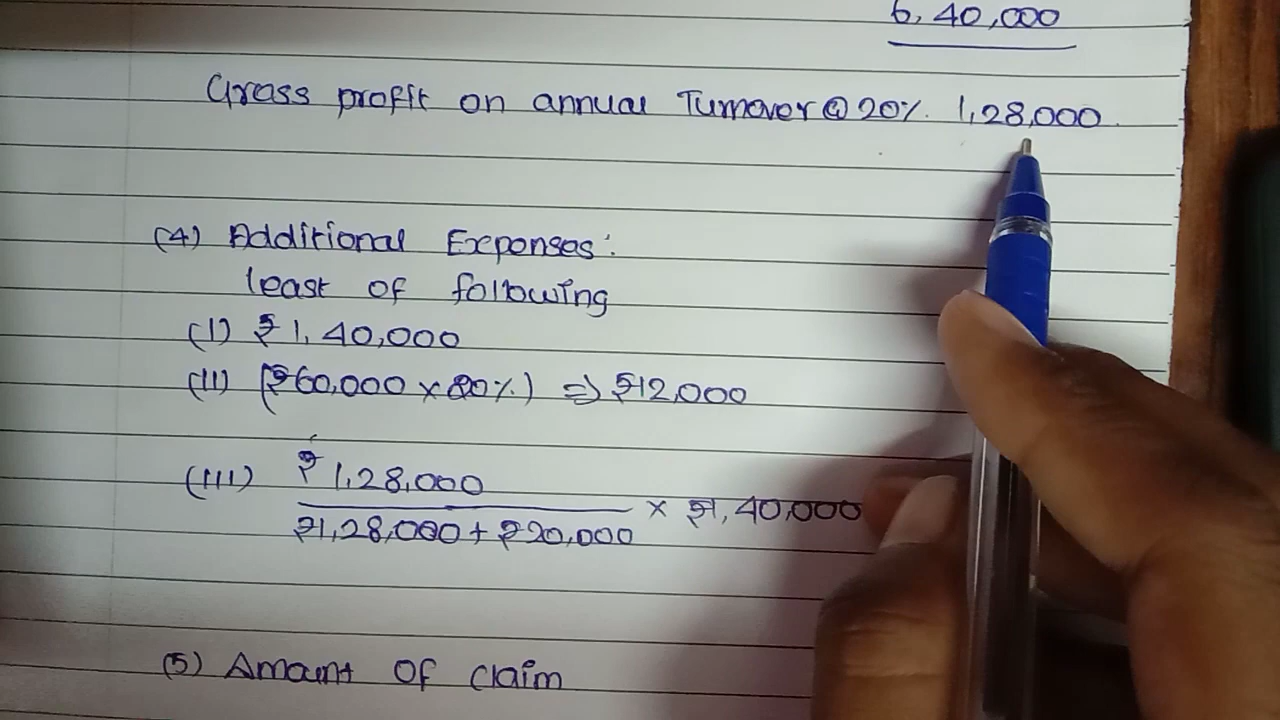 6,40,000
Gross profit on annual Turnover @ 20%. 1,28,000
(4) Additional Expenses:
least of following
(I) ₹1,40,000
(II) (₹60,000 × 20%) ⇒ ₹12,000
(III) ₹1,28,000
₹1,28,000 + ₹20,000 × ₹1,40,000
(5) Amount of claim